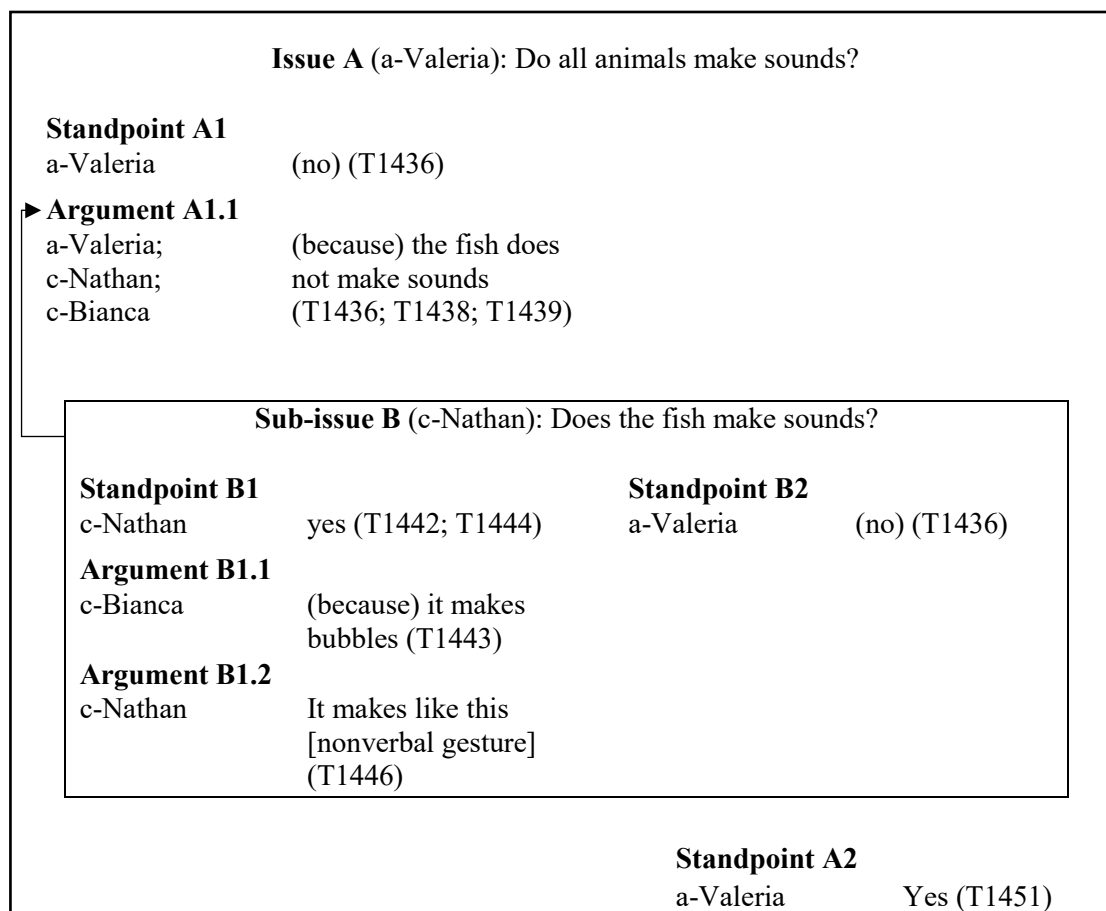 Issue A (a-Valeria): Do all animals make sounds?
Standpoint A1
a-Valeria (no) (T1436)
Argument A1.1
a-Valeria; (because) the fish does
c-Nathan; not make sounds
c-Bianca (T1436; T1438; T1439)
Sub-issue B (c-Nathan): Does the fish make sounds?
Standpoint B1 Standpoint B2
c-Nathan yes (T1442; T1444) a-Valeria (no) (T1436)
Argument B1.1
c-Bianca (because) it makes
bubbles (T1443)
Argument B1.2
c-Nathan It makes like this
[nonverbal gesture]
(T1446)
Standpoint A2
a-Valeria Yes (T1451)